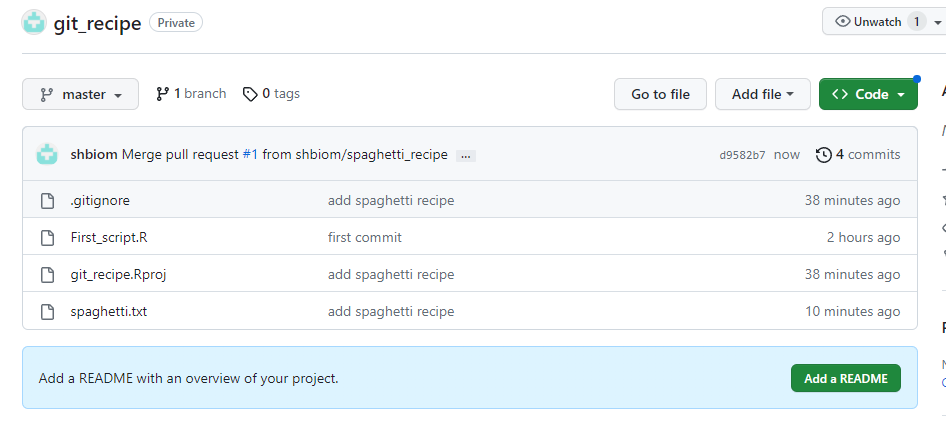 git_recipe Private Unwatch 1
master 1 branch 0 tags Go to file Add file Code
shbiom Merge pull request #1 from shbiom/spaghetti_recipe ... d9582b7 now 4 commits
.gitignore add spaghetti recipe 38 minutes ago
First_script.R first commit 2 hours ago
git_recipe.Rproj add spaghetti recipe 38 minutes ago
spaghetti.txt add spaghetti recipe 10 minutes ago
Add a README with an overview of your project. Add a README